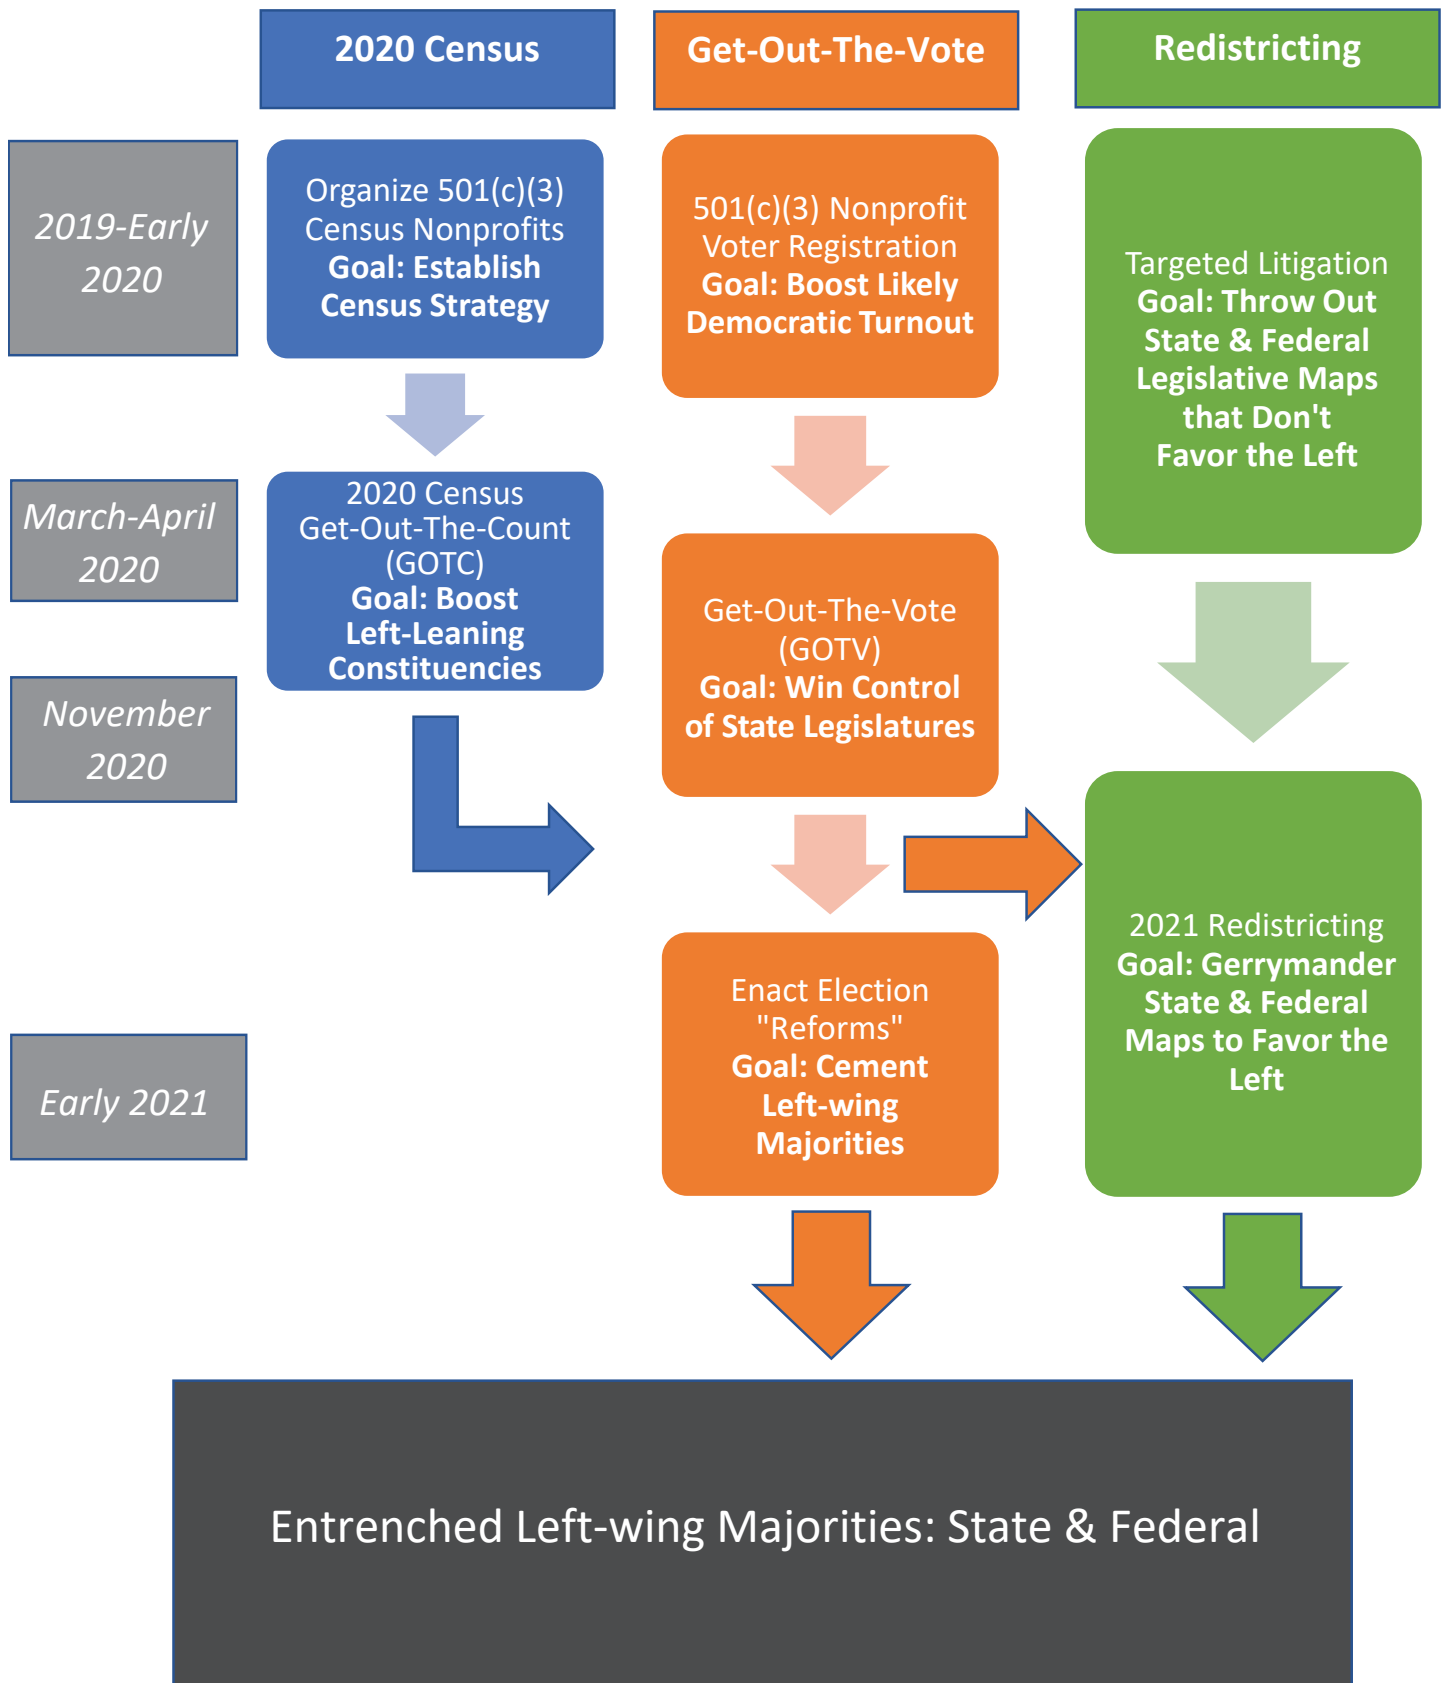 2020 Census
Get-Out-The-Vote
Redistricting
2019-Early
2020
Organize 501(c)(3)
Census Nonprofits
Goal: Establish
Census Strategy
501(c)(3) Nonprofit
Voter Registration
Goal: Boost Likely
Democratic Turnout
Targeted Litigation
Goal: Throw Out
State & Federal
Legislative Maps
that Don't
Favor the Left
March-April
2020
2020 Census
Get-Out-The-Count
(GOTC)
Goal: Boost
Left-Leaning
Constituencies
Get-Out-The-Vote
(GOTV)
Goal: Win Control
of State Legislatures
November
2020
2021 Redistricting
Goal: Gerrymander
State & Federal
Maps to Favor the
Left
Enact Election
"Reforms"
Goal: Cement
Left-wing
Majorities
Early 2021
Entrenched Left-wing Majorities: State & Federal